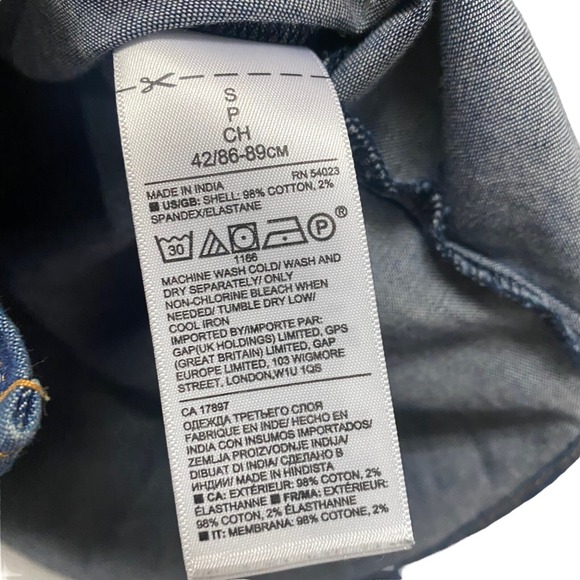 S
P
CH
42/86-89CM
MADE IN INDIA RN 54023
US/GB: SHELL: 98% COTTON, 2%
SPANDEX/ELASTANE
30 P ®
1166
MACHINE WASH COLD/ WASH AND
DRY SEPARATELY/ ONLY
NON-CHLORINE BLEACH WHEN
NEEDED/ TUMBLE DRY LOW/
COOL IRON
IMPORTED BY/IMPORTE PAR:
GAP(UK HOLDINGS) LIMITED, GPS
(GREAT BRITAIN) LIMITED, GAP
EUROPE LIMITED, 103 WIGMORE
STREET, LONDON,W1U 1QS
CA 17897
ОДЕЖДА ТРЕТЬЕГО СЛОЯ
FABRIQUE EN INDE/ HECHO EN
INDIA CON INSUMOS IMPORTADOS/
ZEMLJA PROIZVODNJE INDIJA/
DIBUAT DI INDIA/ СДЕЛАНО В
ИНДИИ/ MADE IN HINDISTA
CA: EXTÉRIEUR: 98% COTON, 2%
ÉLASTHANNE FR/MA: EXTÉRIEUR:
98% COTON, 2% ÉLASTHANNE
IT: MEMBRANA: 98% COTONE, 2%